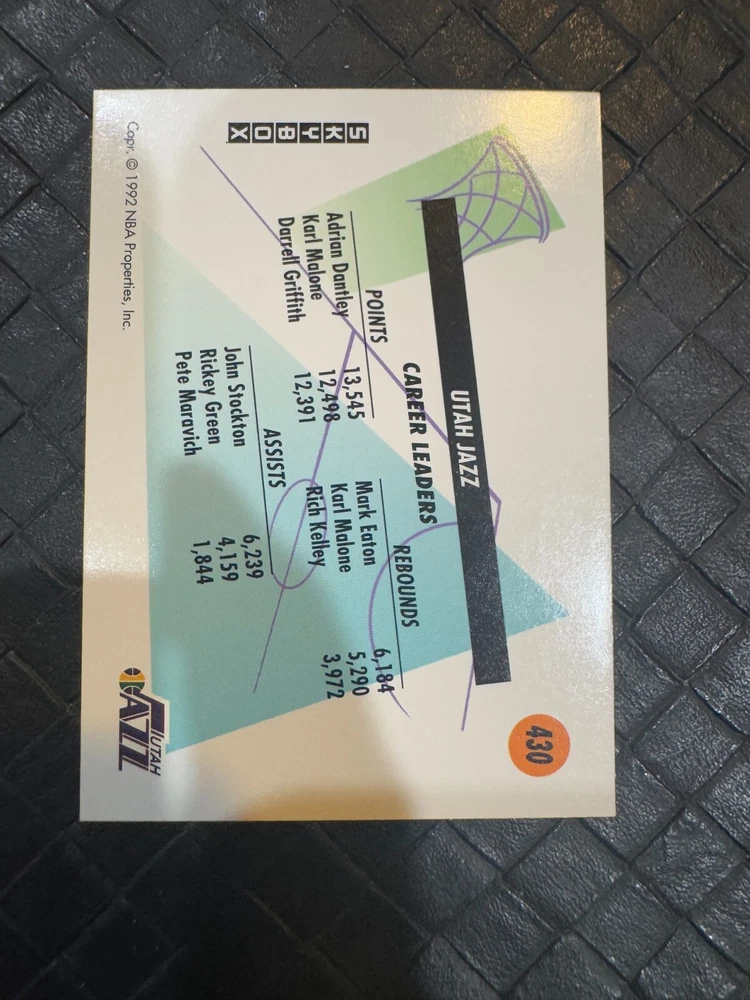 430
UTAH JAZZ
CAREER LEADERS
POINTS
Adrian Dantley 13,545
Karl Malone 12,498
Darrell Griffith 12,391
REBOUNDS
Mark Eaton 6,184
Karl Malone 5,290
Rich Kelley 3,972
ASSISTS
John Stockton 6,239
Rickey Green 4,159
Pete Maravich 1,844
SKYBOX
Copr. © 1992 NBA Properties, Inc.
UTAH
JAZZ